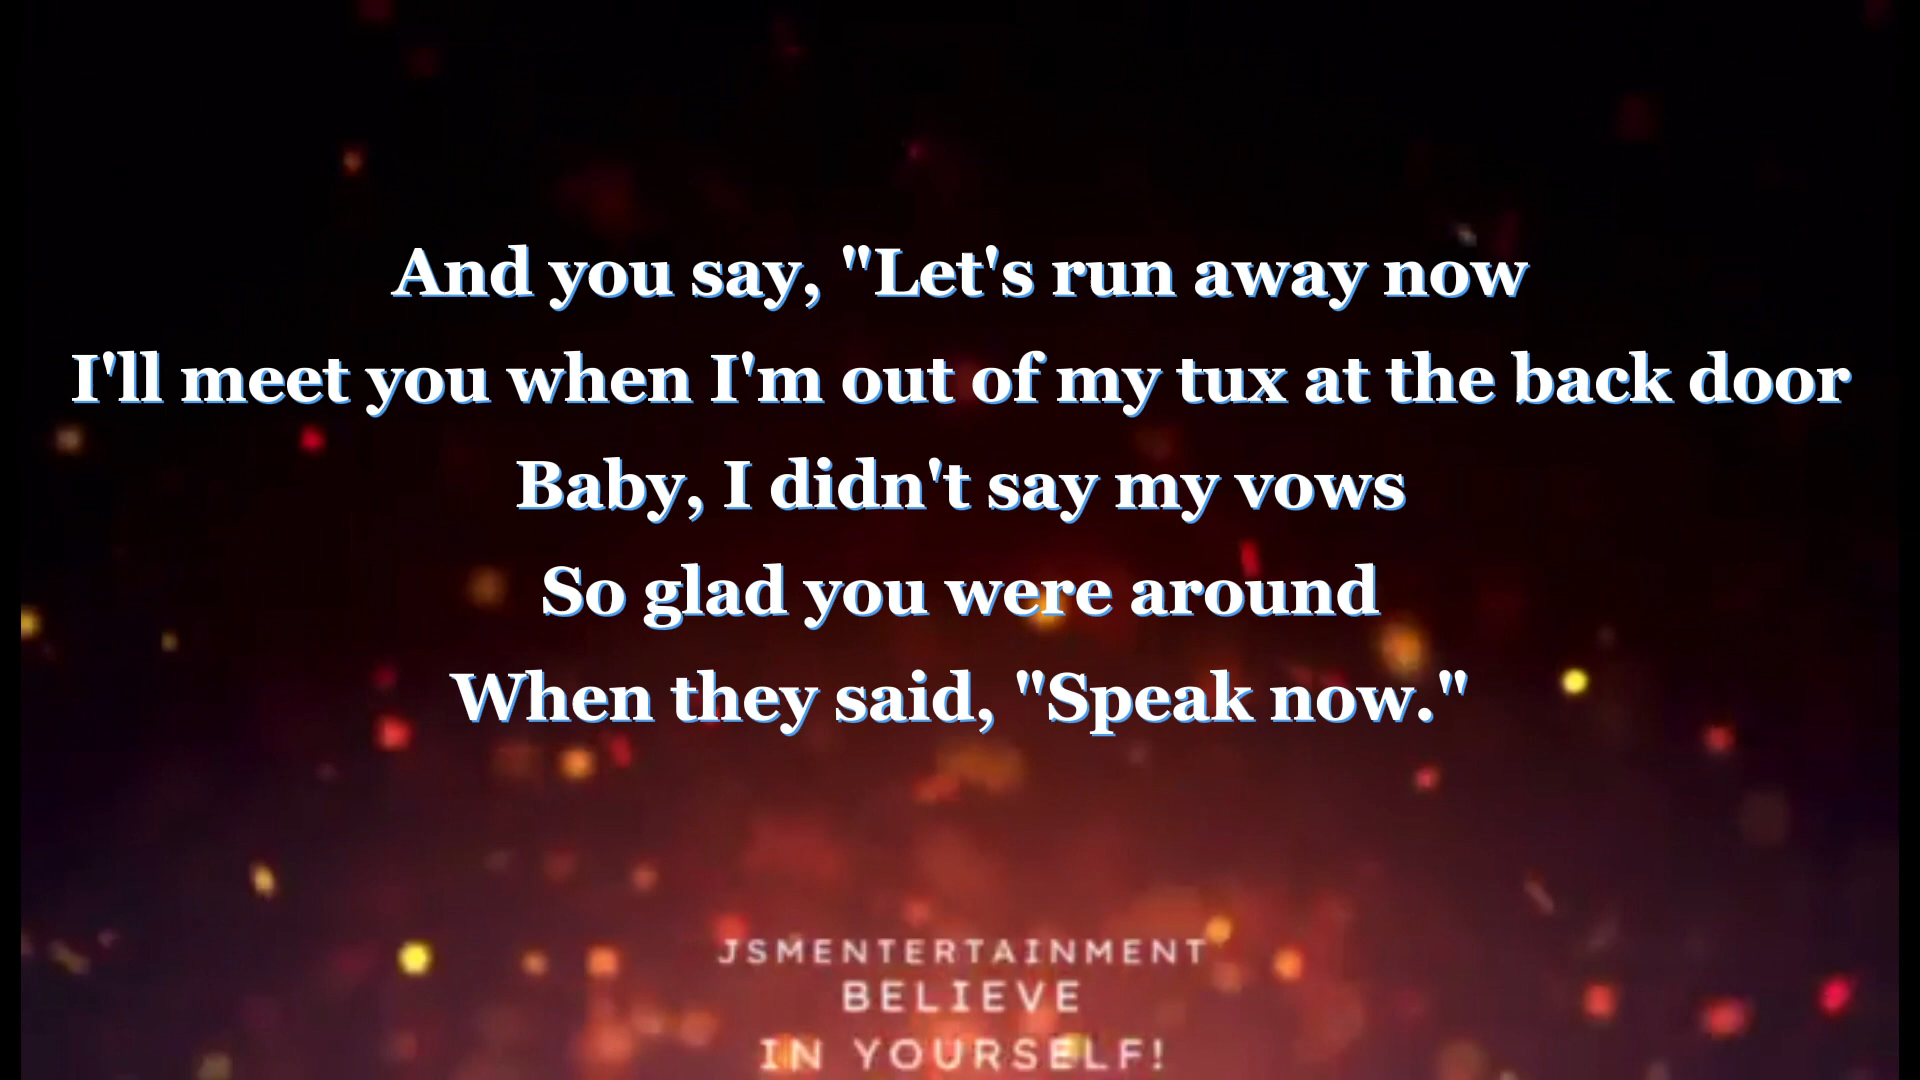 And you say, "Let's run away now
I'll meet you when I'm out of my tux at the back door
Baby, I didn't say my vows
So glad you were around
When they said, "Speak now."
JSMENTERTAINMENT
BELIEVE
IN YOURSELF!